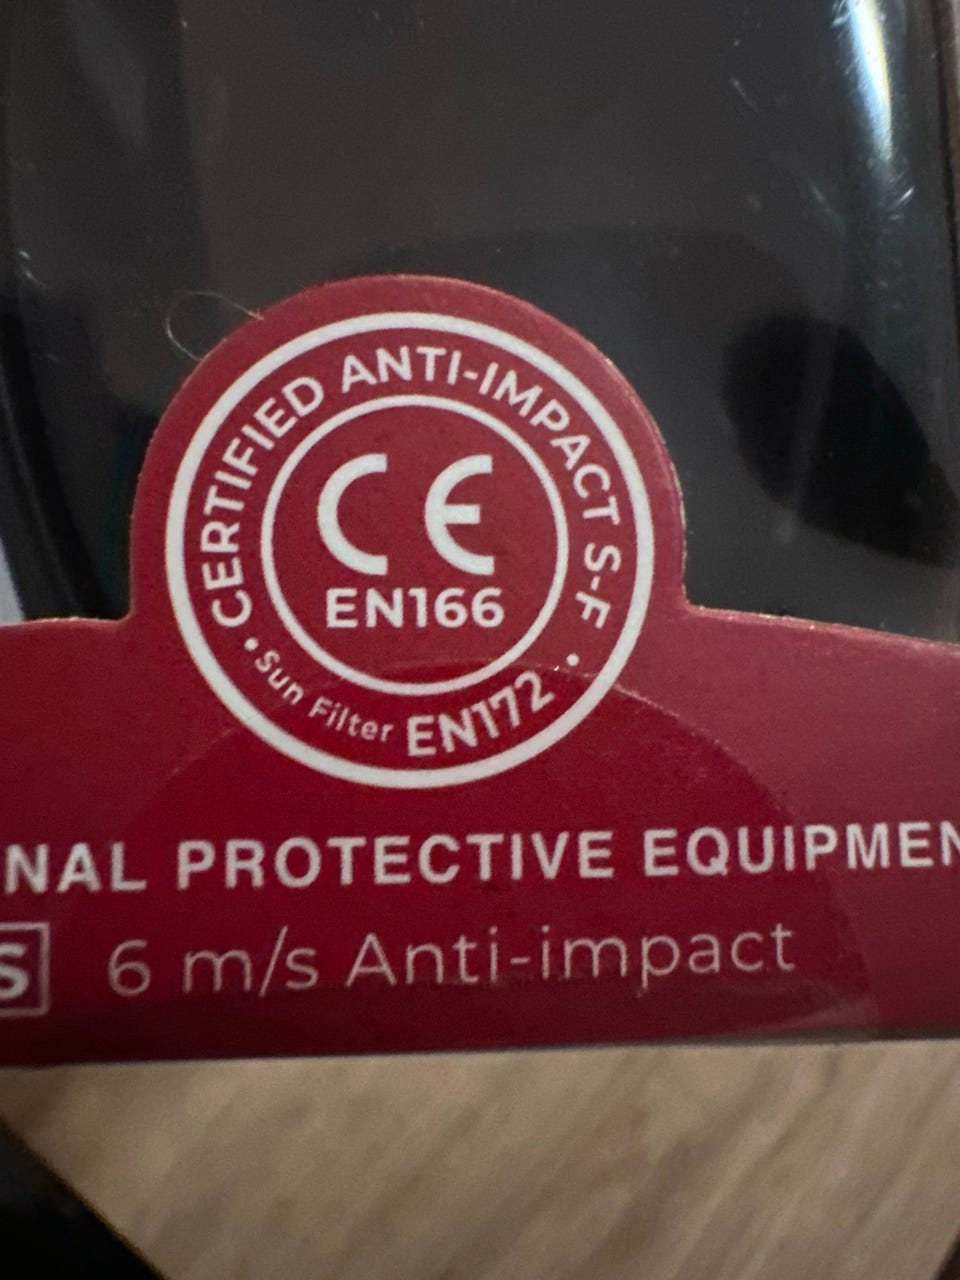 CERTIFIED ANTI-IMPACT S-F
CE
EN166
• Sun Filter EN172 •
NAL PROTECTIVE EQUIPMEN
S 6 m/s Anti-impact